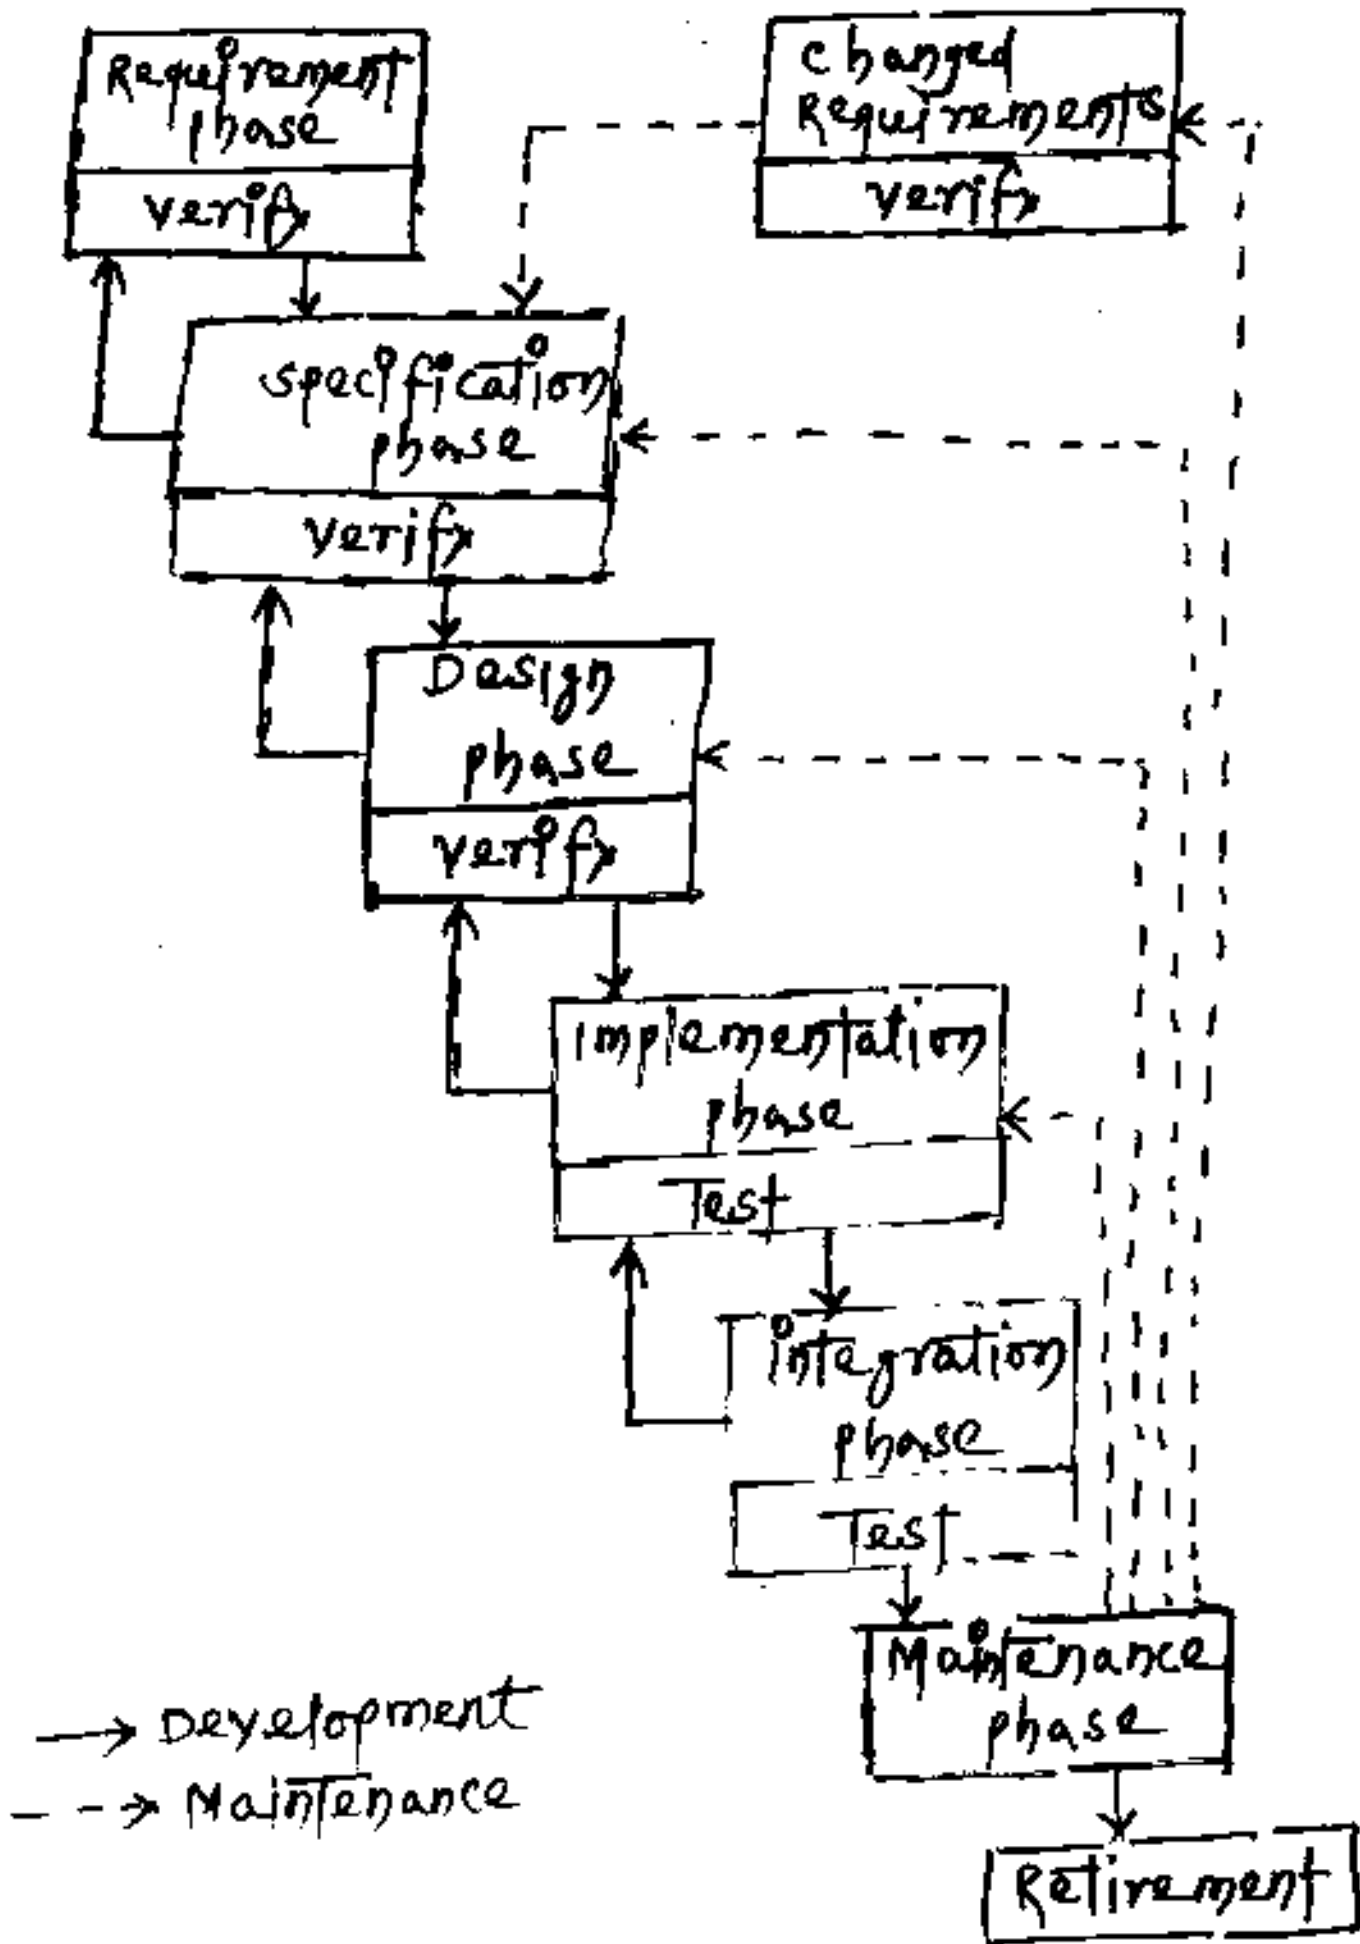 Requirement
phase
verify
Changed
Requirements
verify
specification
phase
verify
Design
phase
verify
implementation
phase
Test
integration
phase
Test
Maintenance
phase
Retirement
Development
Maintenance